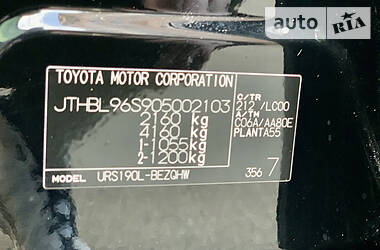 auto RIA
TOYOTA MOTOR CORPORATION
JTHBL96S905002103
2160 kg
4160 kg
1-1055kg
2-1200kg
C/TR
212 /LC00
A/TM
C06A/AA80E
PLANTA55
MODEL URS190L-BEZQHW
356 7